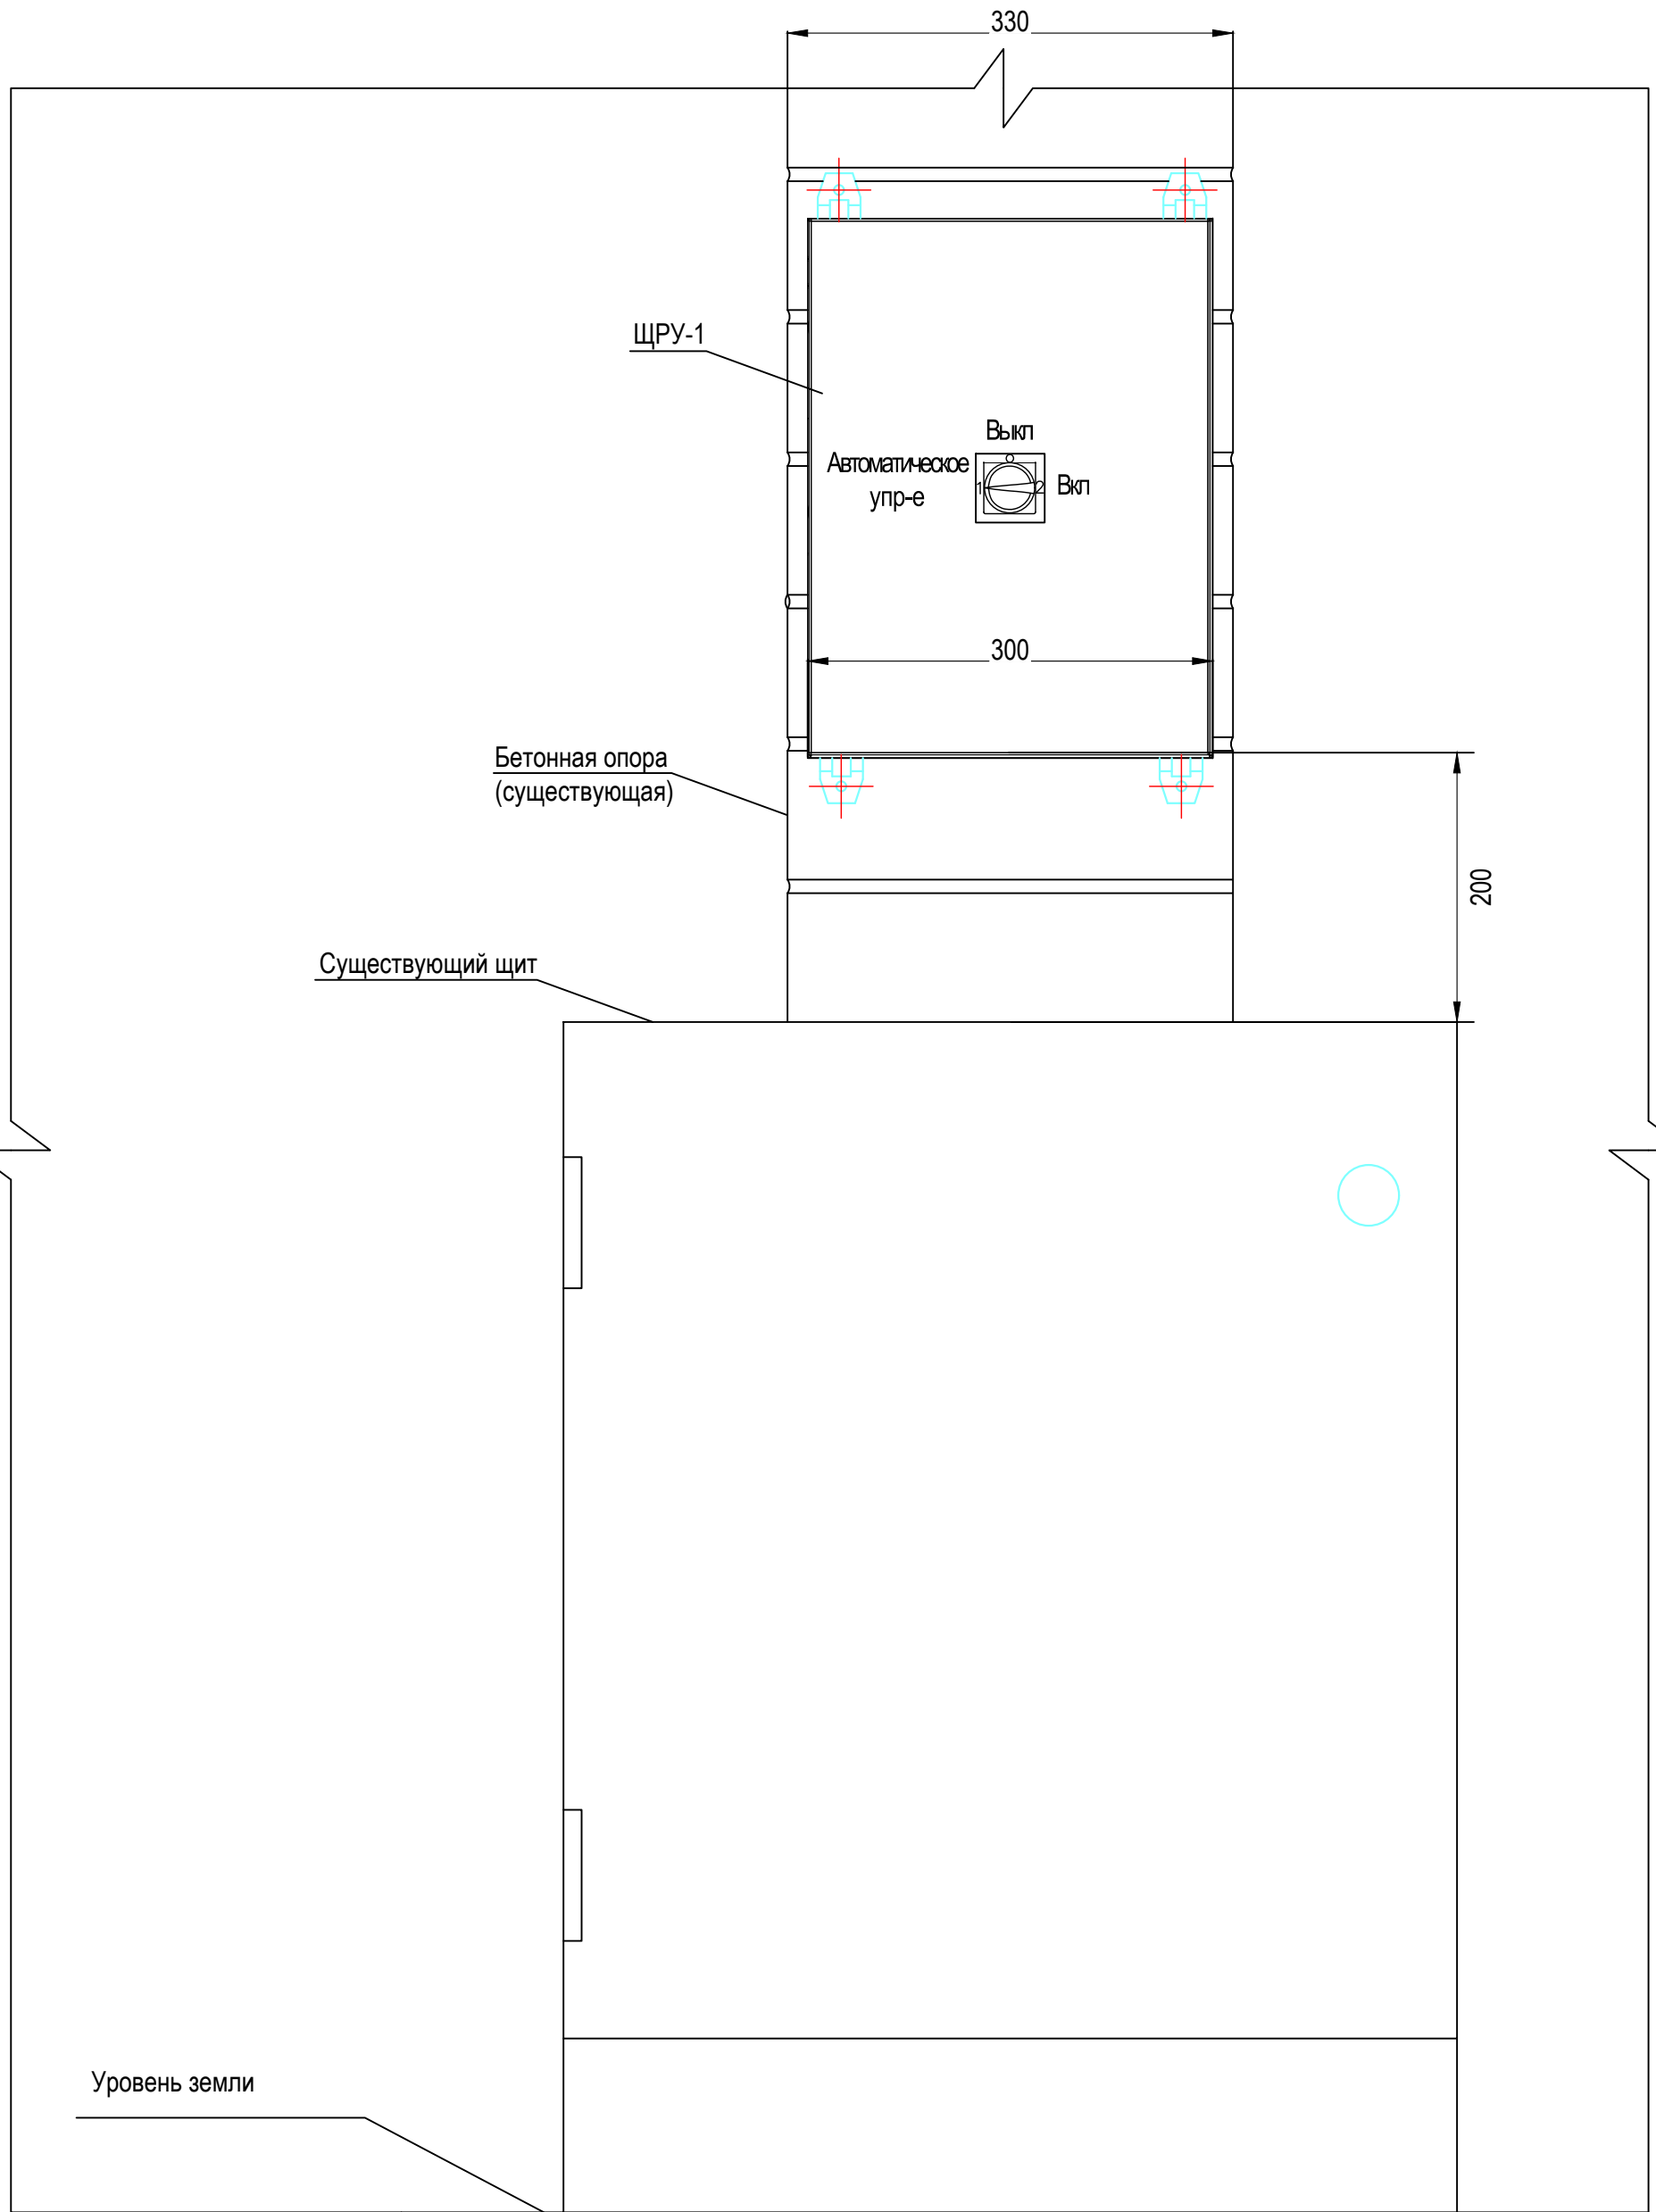 330
ЩРУ-1
Выкл
Автоматическое
упр-е
1
2
Вкл
300
Бетонная опора
(существующая)
200
Существующий щит
Уровень земли